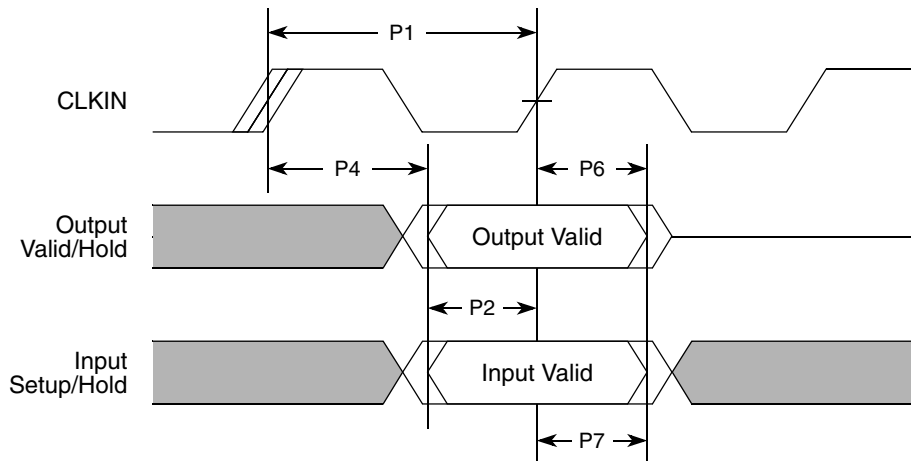 P1
CLKIN
P4
P6
Output
Valid/Hold
Output Valid
P2
Input
Setup/Hold
Input Valid
P7